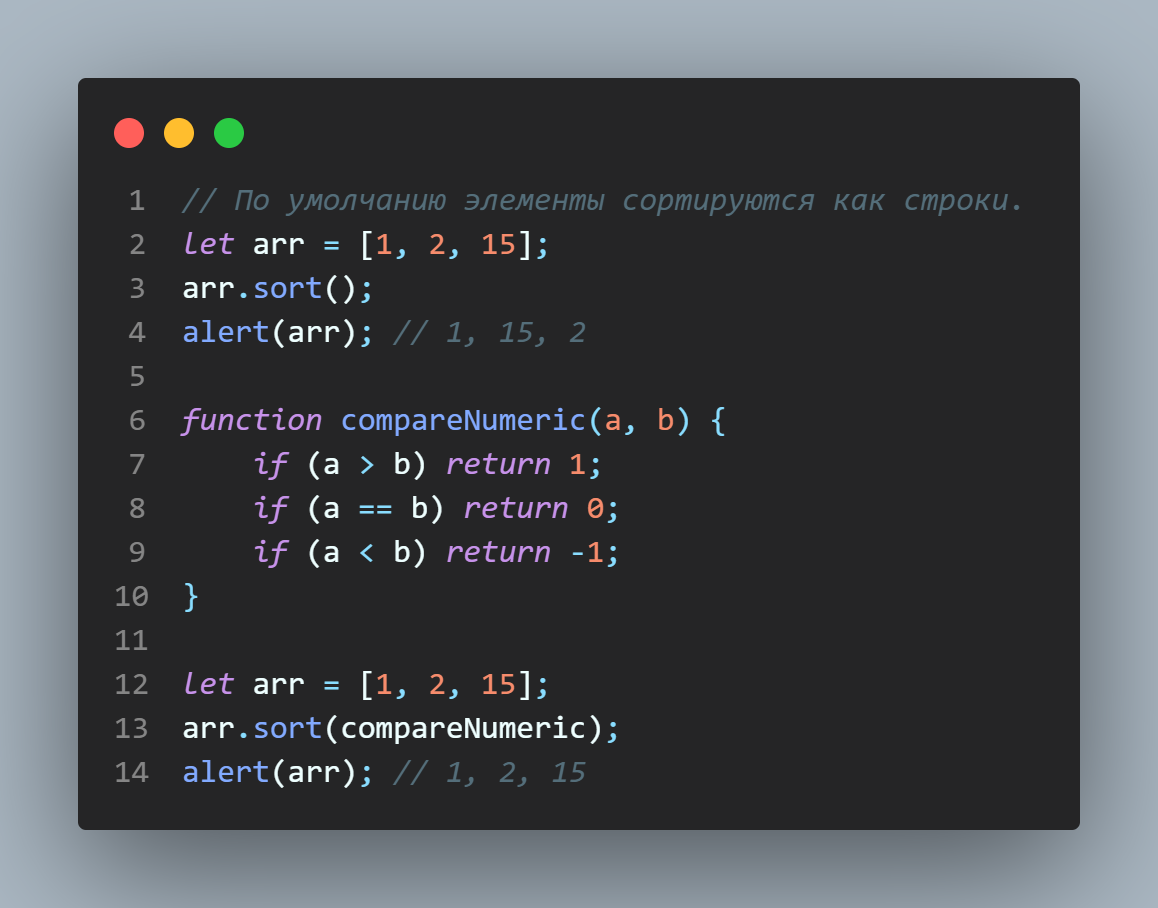 1 // По умолчанию элементы сортируются как строки.
2 let arr = [1, 2, 15];
3 arr.sort();
4 alert(arr); // 1, 15, 2
5
6 function compareNumeric(a, b) {
7     if (a > b) return 1;
8     if (a == b) return 0;
9     if (a < b) return -1;
10 }
11
12 let arr = [1, 2, 15];
13 arr.sort(compareNumeric);
14 alert(arr); // 1, 2, 15